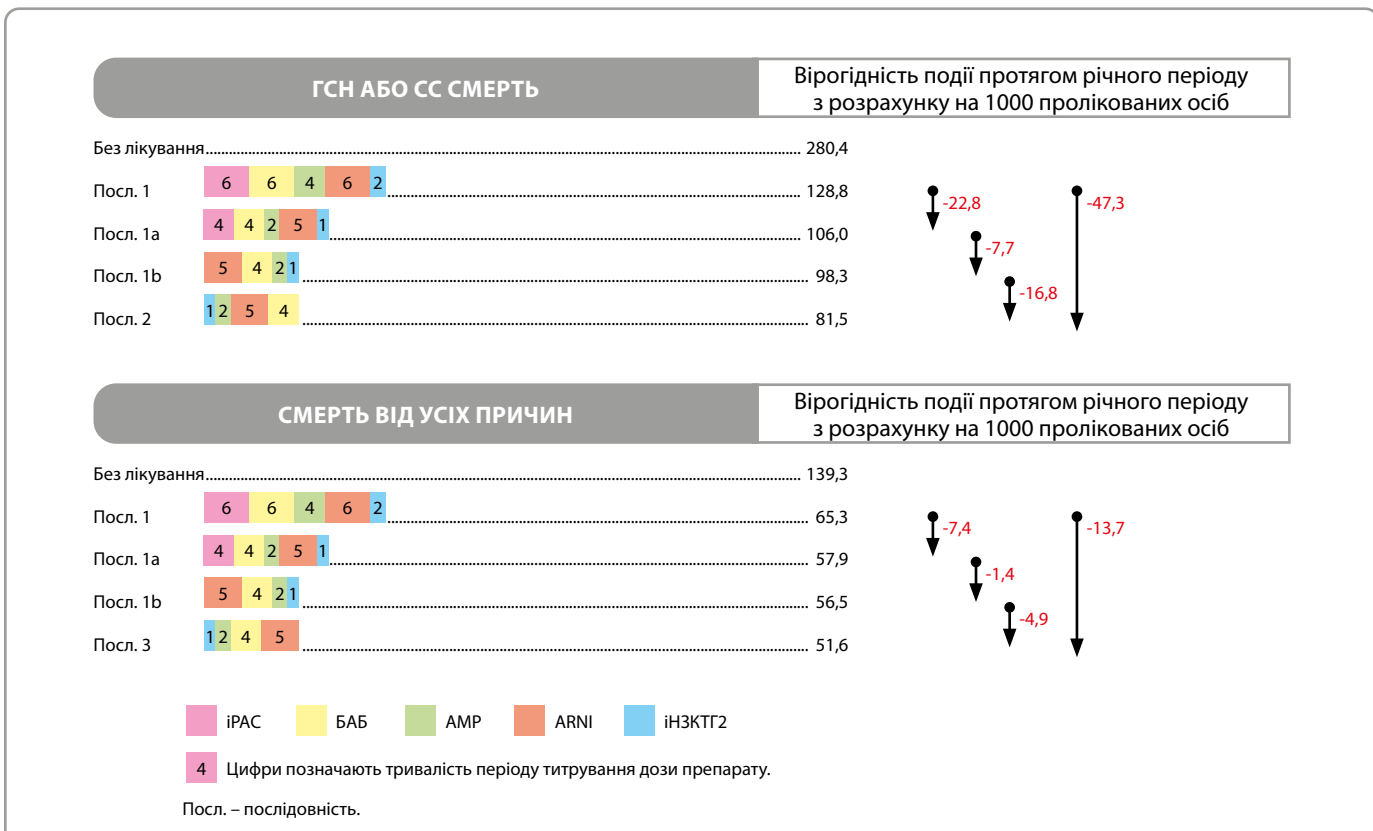 ГСН АБО СС СМЕРТЬ
Вірогідність події протягом річного періоду
з розрахунку на 1000 пролікованих осіб
Без лікування 280,4
Посл. 1 6 6 4 6 2 128,8
Посл. 1а 4 4 2 5 1 106,0
Посл. 1b 5 4 2 1 98,3
Посл. 2 1 2 5 4 81,5
-22,8
-7,7
-16,8
-47,3
СМЕРТЬ ВІД УСІХ ПРИЧИН
Вірогідність події протягом річного періоду
з розрахунку на 1000 пролікованих осіб
Без лікування 139,3
Посл. 1 6 6 4 6 2 65,3
Посл. 1а 4 4 2 5 1 57,9
Посл. 1b 5 4 2 1 56,5
Посл. 3 1 2 4 5 51,6
-7,4
-1,4
-4,9
-13,7
іРАС БАБ АМР ARNI іНЗКТГ2
4 Цифри позначають тривалість періоду титрування дози препарату.
Посл. – послідовність.